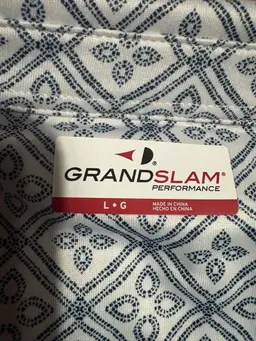 GRANDSLAM®
PERFORMANCE
L • G
MADE IN CHINA
HECHO EN CHINA